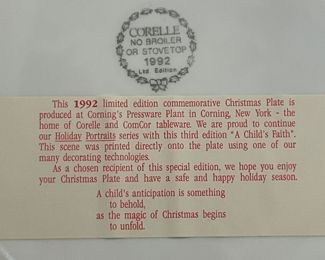 CORELLE
NO BROILER
OR STOVETOP
1992
Ltd Edition
This 1992 limited edition commemorative Christmas Plate is
produced at Corning's Pressware Plant in Corning, New York - the
home of Corelle and ComCor tableware. We are proud to continue
our Holiday Portraits series with this third edition "A Child's Faith".
This scene was printed directly onto the plate using one of our
many decorating technologies.
As a chosen recipient of this special edition, we hope you enjoy
your Christmas Plate and have a safe and happy holiday season.
A child's anticipation is something
to behold,
as the magic of Christmas begins
to unfold.